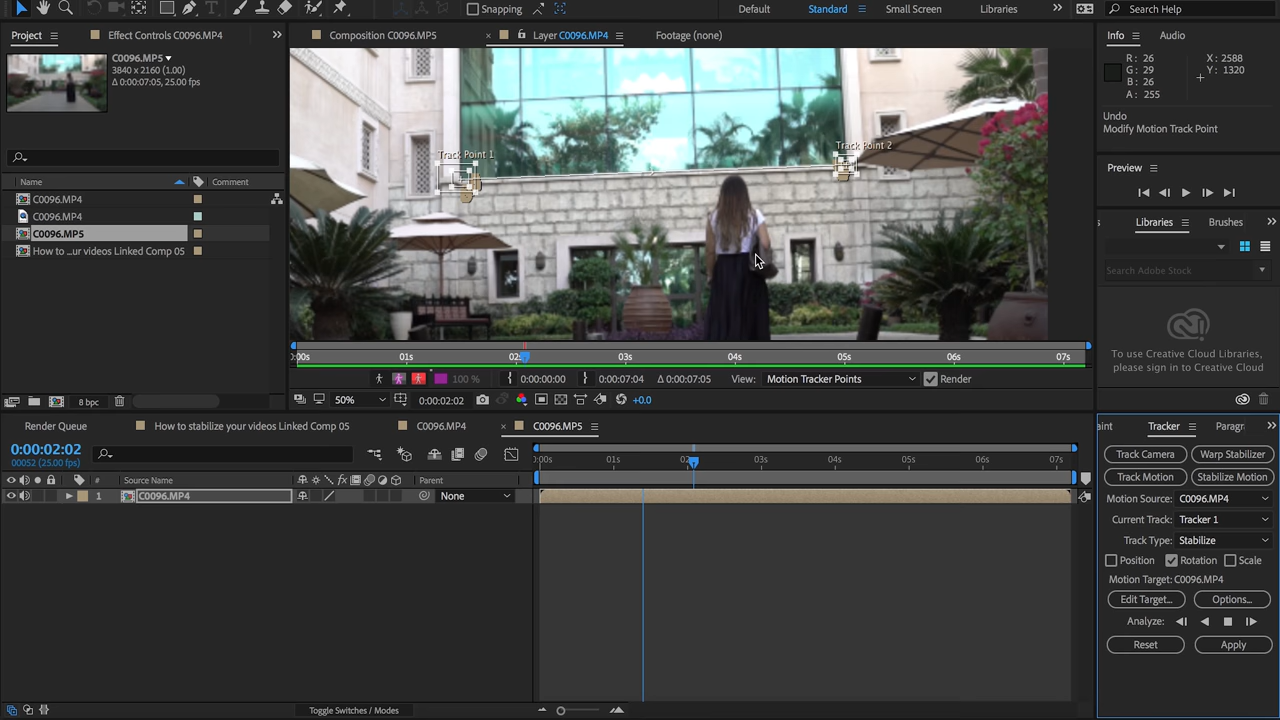 Snapping
Default
Standard
Small Screen
Libraries
Search Help
Project
Effect Controls C0096.MP4
Composition C0096.MP5
Layer C0096.MP4
Footage (none)
Info
Audio
C0096.MP5
3840 x 2160 (1.00)
Δ 0:00:07:05, 25.00 fps
R: 26
G: 29
B: 26
A: 255
X: 2588
Y: 1320
Undo
Modify Motion Track Point
Track Point 1
Track Point 2
Preview
Name
Comment
C0096.MP4
C0096.MP4
C0096.MP5
How to ..ur videos Linked Comp 05
Libraries
Brushes
Search Adobe Stock
To use Creative Cloud Libraries,
please sign in to Creative Cloud
:00s 01s 02s 03s 04s 05s 06s 07s
100 %
0:00:00:00
0:00:07:04
Δ 0:00:07:05
View: Motion Tracker Points
Render
8 bpc
50%
0:00:02:02
+0.0
Render Queue
How to stabilize your videos Linked Comp 05
C0096.MP4
C0096.MP5
aint
Tracker
Paragr
0:00:02:02
00052 (25.00 fps)
:00s 01s 02s 03s 04s 05s 06s 07s
# Source Name
Parent
1 C0096.MP4
None
Track Camera
Warp Stabilizer
Track Motion
Stabilize Motion
Motion Source: C0096.MP4
Current Track: Tracker 1
Track Type: Stabilize
Position
Rotation
Scale
Motion Target: C0096.MP4
Edit Target...
Options...
Analyze:
Reset
Apply
Toggle Switches / Modes